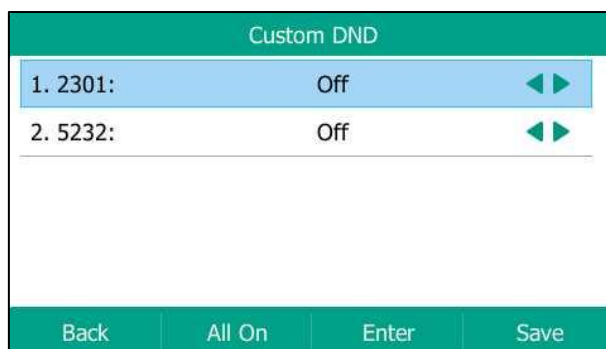 Custom DND
1. 2301: Off
2. 5232: Off
Back All On Enter Save